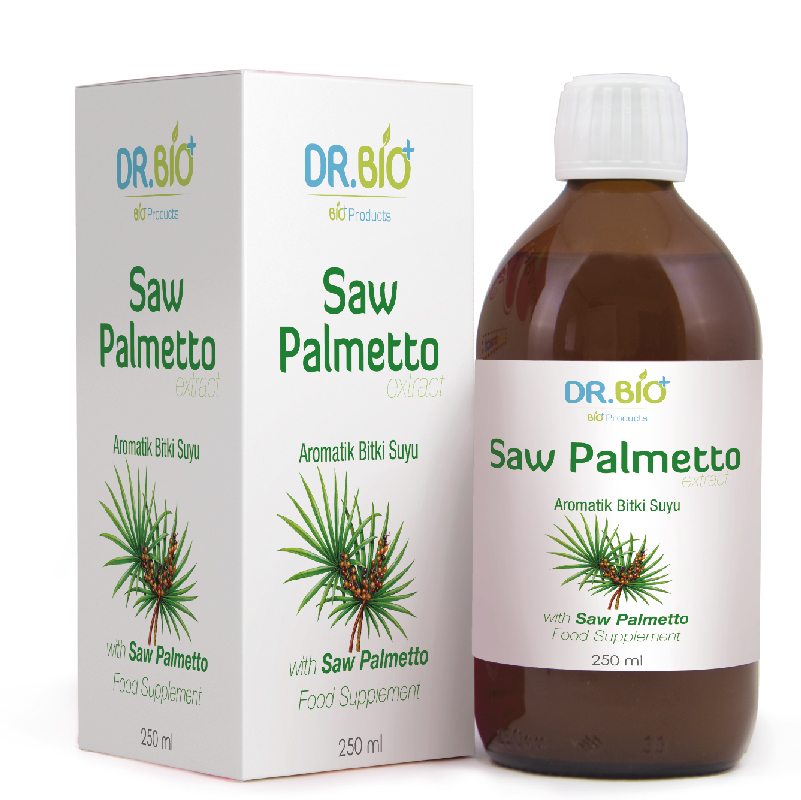 DR.BIO+
BIO+ Products
Saw
Palmetto
extract
Aromatik Bitki Suyu
with Saw Palmetto
Food Supplement
250 ml
DR.BIO+
BIO+ Products
Saw
Palmetto
extract
Aromatik Bitki Suyu
with Saw Palmetto
Food Supplement
250 ml
DR.BIO+
BIO+ Products
Saw Palmetto
extract
Aromatik Bitki Suyu
with Saw Palmetto
Food Supplement
250 ml